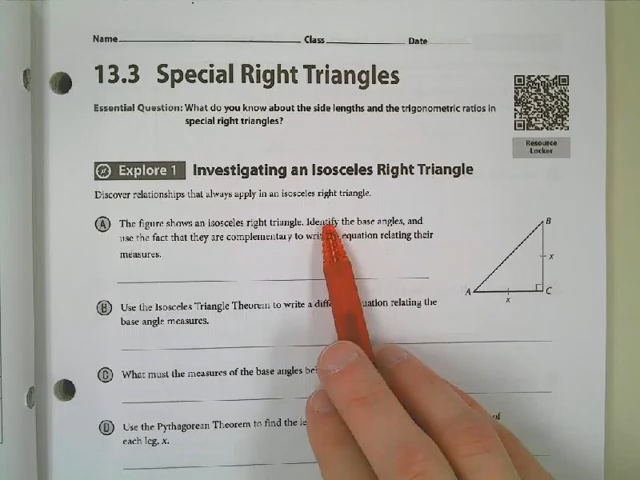 Name Class Date
13.3 Special Right Triangles
Essential Question: What do you know about the side lengths and the trigonometric ratios in
special right triangles?
Resource
Locker
Explore 1 Investigating an Isosceles Right Triangle
Discover relationships that always apply in an isosceles right triangle.
A The figure shows an isosceles right triangle. Identify the base angles, and
use the fact that they are complementary to equation relating their
measures.
B
x
A
x
C
B Use the Isosceles Triangle Theorem to write a relating the
base angle measures.
C What must the measures of the base angles
D Use the Pythagorean Theorem to find the of
each leg, x.